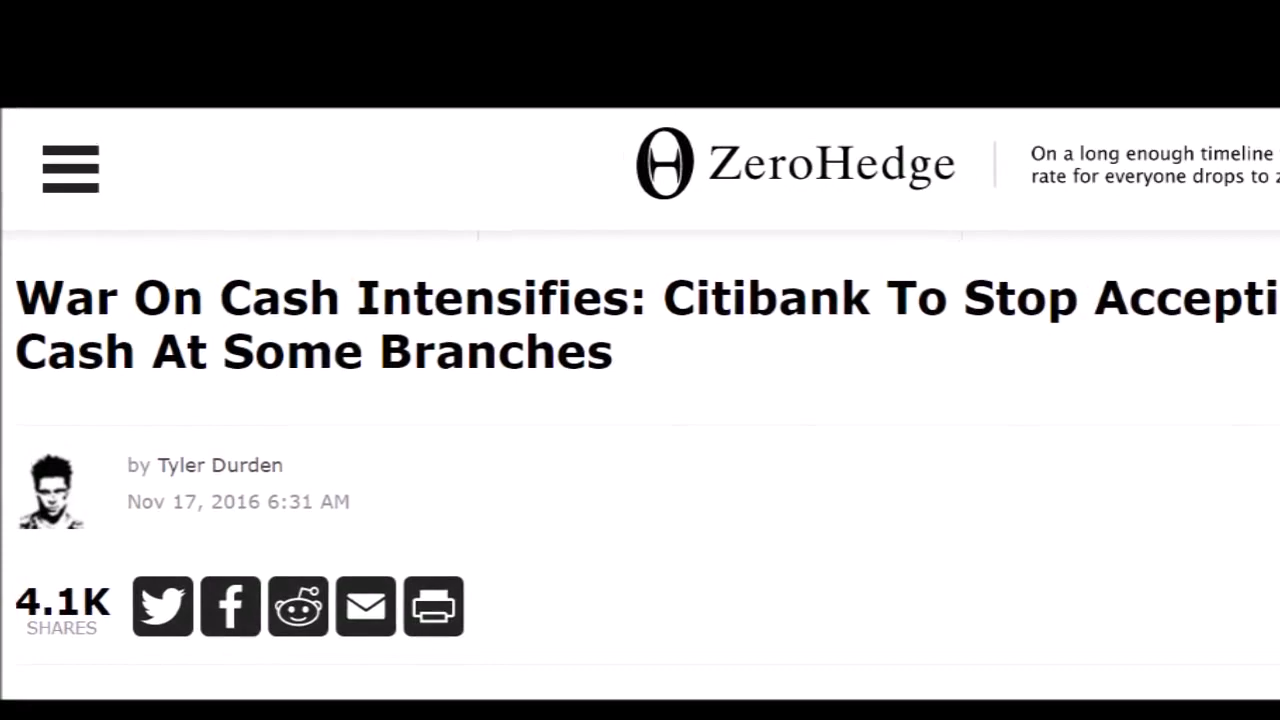 ZeroHedge
On a long enough timeline
rate for everyone drops to
War On Cash Intensifies: Citibank To Stop Accepti
Cash At Some Branches
by Tyler Durden
Nov 17, 2016 6:31 AM
4.1K
SHARES